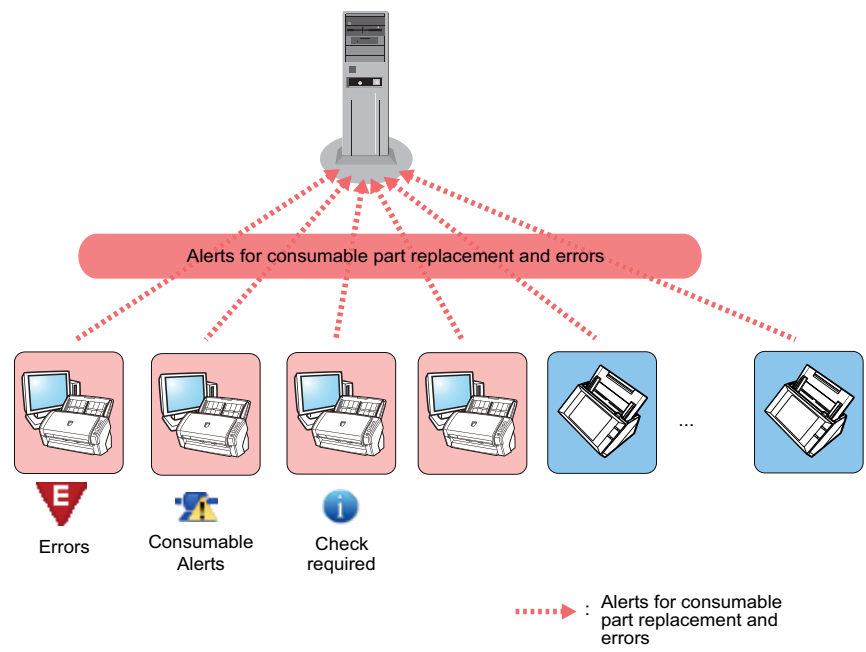 Alerts for consumable part replacement and errors
...
E
Errors
Consumable
Alerts
i
Check
required
: Alerts for consumable
part replacement and
errors